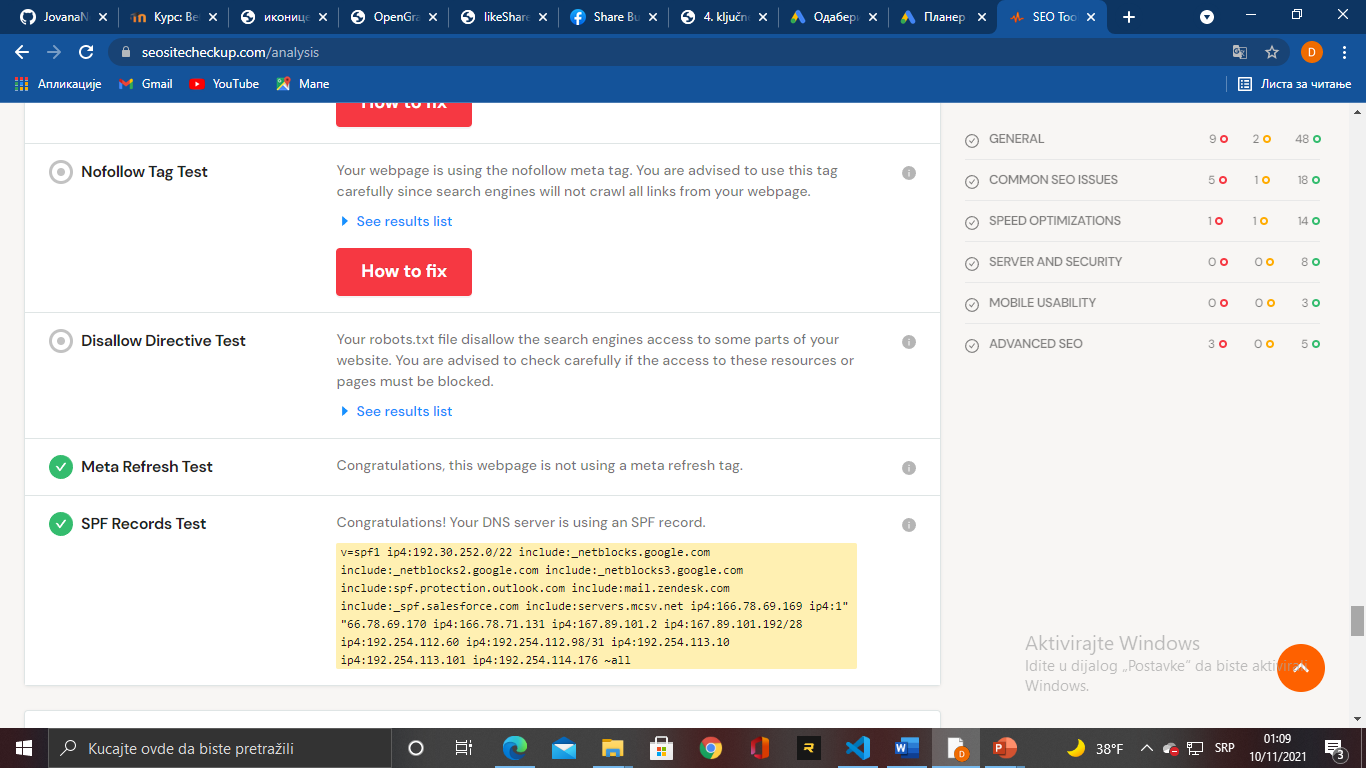 JovanaN
Курс: Ве
иконице
OpenGra
likeShare
Share Bu
4. ključn
Одабери
Планер
SEO Too
seositecheckup.com/analysis
D
Апликације
Gmail
YouTube
Мапе
Листа за читање
How to fix
Nofollow Tag Test
Your webpage is using the nofollow meta tag. You are advised to use this tag
carefully since search engines will not crawl all links from your webpage.
See results list
How to fix
Disallow Directive Test
Your robots.txt file disallow the search engines access to some parts of your
website. You are advised to check carefully if the access to these resources or
pages must be blocked.
See results list
Meta Refresh Test
Congratulations, this webpage is not using a meta refresh tag.
SPF Records Test
Congratulations! Your DNS server is using an SPF record.
v=spf1 ip4:192.30.252.0/22 include:_netblocks.google.com
include:_netblocks2.google.com include:_netblocks3.google.com
include:spf.protection.outlook.com include:mail.zendesk.com
include:_spf.salesforce.com include:servers.mcsv.net ip4:166.78.69.169 ip4:1"
"66.78.69.170 ip4:166.78.71.131 ip4:167.89.101.2 ip4:167.89.101.192/28
ip4:192.254.112.60 ip4:192.254.112.98/31 ip4:192.254.113.10
ip4:192.254.113.101 ip4:192.254.114.176 ~all
GENERAL 9 2 48
COMMON SEO ISSUES 5 1 18
SPEED OPTIMIZATIONS 1 1 14
SERVER AND SECURITY 0 0 8
MOBILE USABILITY 0 0 3
ADVANCED SEO 3 0 5
Aktivirajte Windows
Idite u dijalog „Postavke“ da biste aktivirali
Windows.
Kucajte ovde da biste pretražili
38°F
SRP
01:09
10/11/2021
3